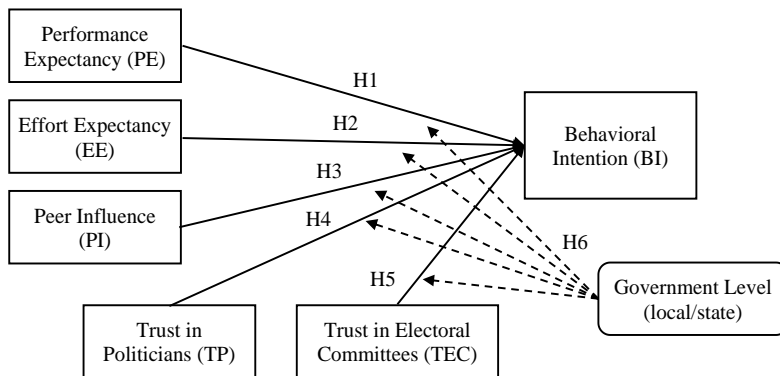 Performance
Expectancy (PE)
H1
Effort Expectancy
(EE)
H2
Behavioral
Intention (BI)
H3
Peer Influence
(PI)
H4
H6
H5
Government Level
(local/state)
Trust in
Politicians (TP)
Trust in Electoral
Committees (TEC)